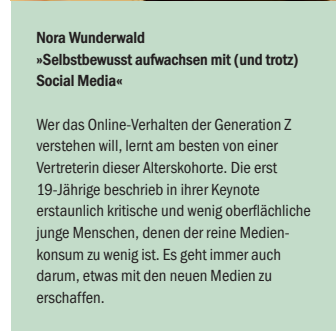 Nora Wunderwald
»Selbstbewusst aufwachsen mit (und trotz)
Social Media«
Wer das Online-Verhalten der Generation Z
verstehen will, lernt am besten von einer
Vertreterin dieser Alterskohorte. Die erst
19-Jährige beschrieb in ihrer Keynote
erstaunlich kritische und wenig oberflächliche
junge Menschen, denen der reine Medien-
konsum zu wenig ist. Es geht immer auch
darum, etwas mit den neuen Medien zu
erschaffen.